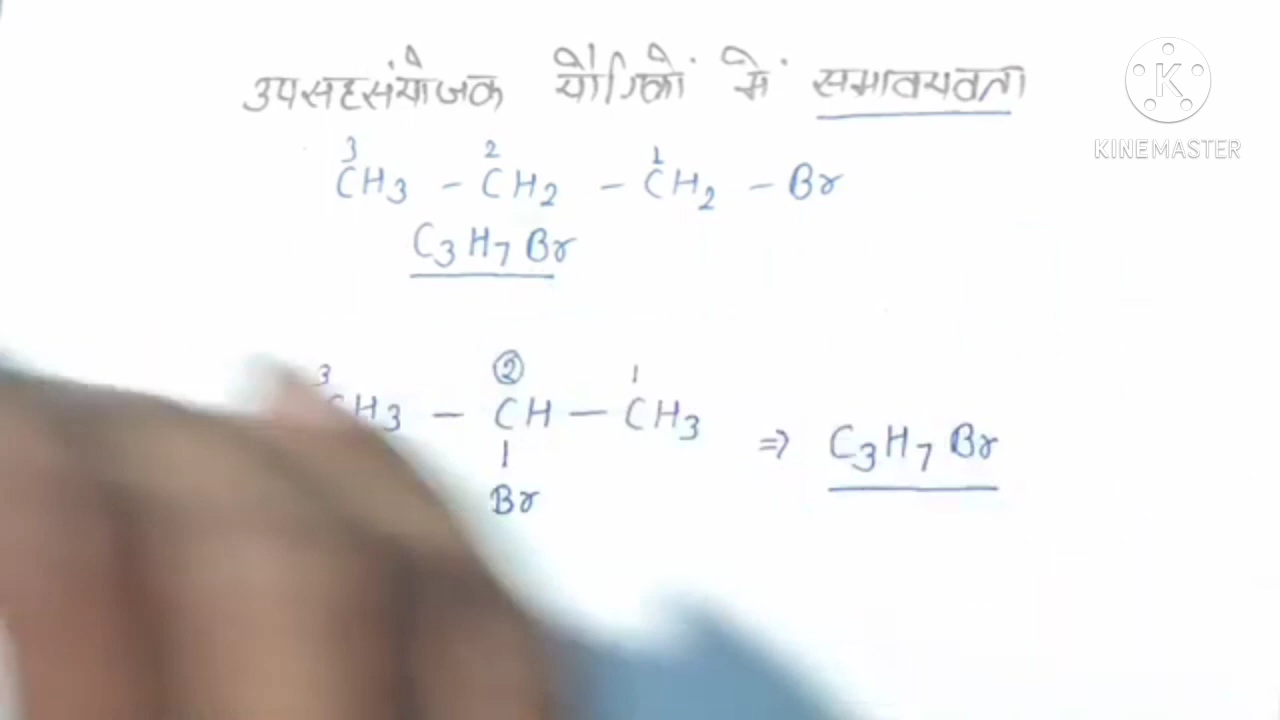 उपसहसंयोजक यौगिकों में समावयवता
K
KINEMASTER
3 2 1
CH3 - CH2 - CH2 - Br
C3H7Br
3 ② 1
CH3 - CH - CH3 ⇒ C3H7Br
|
Br